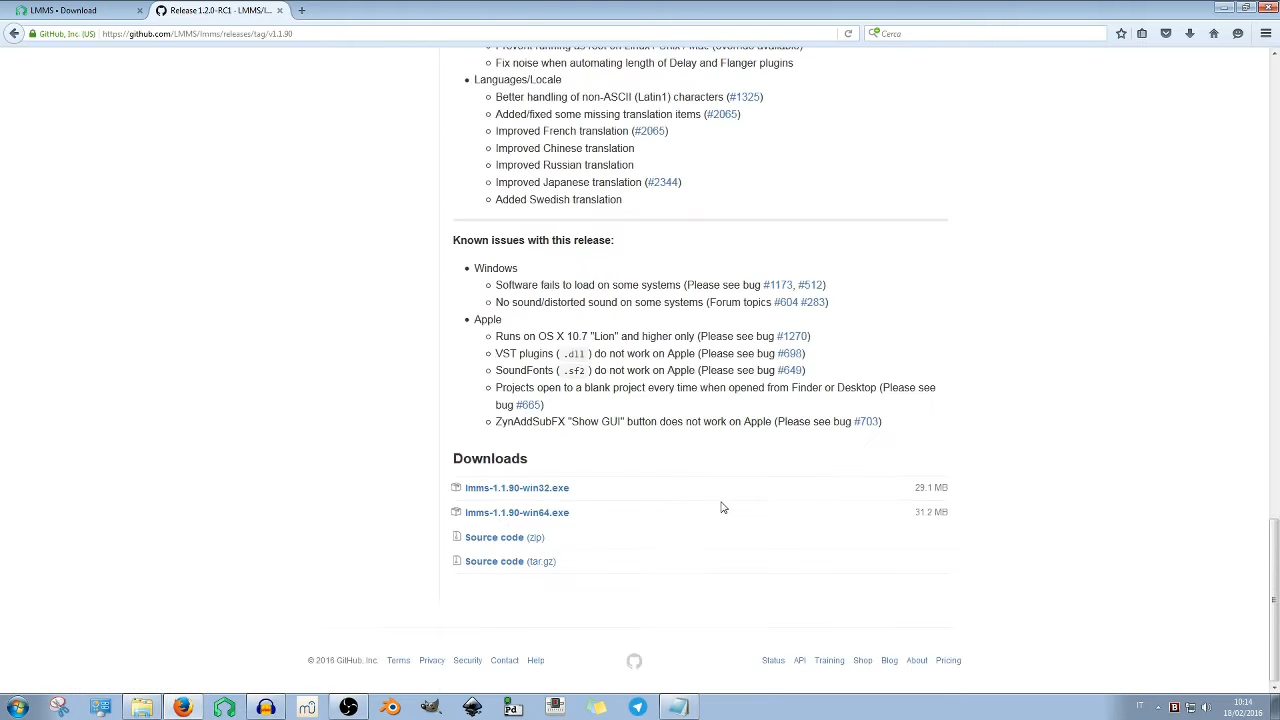 LMMS • Download
Release 1.2.0-RC1 - LMMS/l...
GitHub, Inc. (US)
https://github.com/LMMS/lmms/releases/tag/v1.1.90
Cerca
Fix noise when automating length of Delay and Flanger plugins
Languages/Locale
Better handling of non-ASCII (Latin1) characters (#1325)
Added/fixed some missing translation items (#2065)
Improved French translation (#2065)
Improved Chinese translation
Improved Russian translation
Improved Japanese translation (#2344)
Added Swedish translation
Known issues with this release:
Windows
Software fails to load on some systems (Please see bug #1173, #512)
No sound/distorted sound on some systems (Forum topics #604 #283)
Apple
Runs on OS X 10.7 "Lion" and higher only (Please see bug #1270)
VST plugins ( .dll ) do not work on Apple (Please see bug #698)
SoundFonts ( .sf2 ) do not work on Apple (Please see bug #649)
Projects open to a blank project every time when opened from Finder or Desktop (Please see
bug #665)
ZynAddSubFX "Show GUI" button does not work on Apple (Please see bug #703)
Downloads
lmms-1.1.90-win32.exe 29.1 MB
lmms-1.1.90-win64.exe 31.2 MB
Source code (zip)
Source code (tar.gz)
© 2016 GitHub, Inc. Terms Privacy Security Contact Help
Status API Training Shop Blog About Pricing
Pd
IT
10:14
18/02/2016